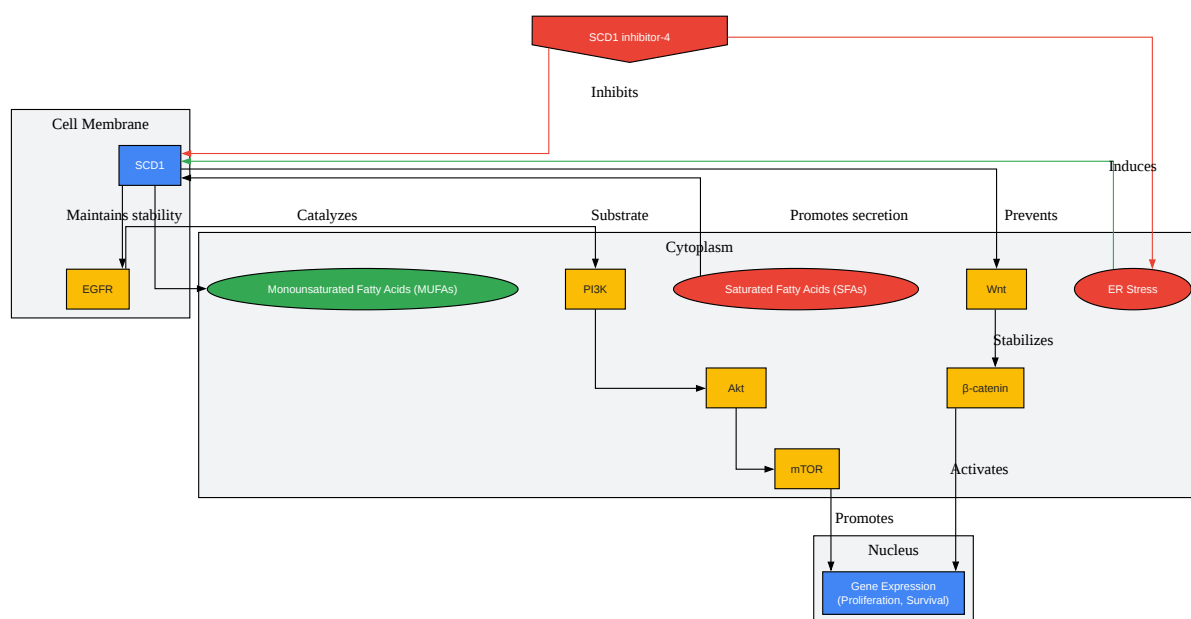 SCD1 inhibitor-4
Inhibits
Cell Membrane
SCD1
Induces
Maintains stability
Catalyzes
Substrate
Promotes secretion
Prevents
Cytoplasm
EGFR
Monounsaturated Fatty Acids (MUFAs)
PI3K
Saturated Fatty Acids (SFAs)
Wnt
ER Stress
Stabilizes
Akt
β-catenin
mTOR
Activates
Promotes
Nucleus
Gene Expression
(Proliferation, Survival)